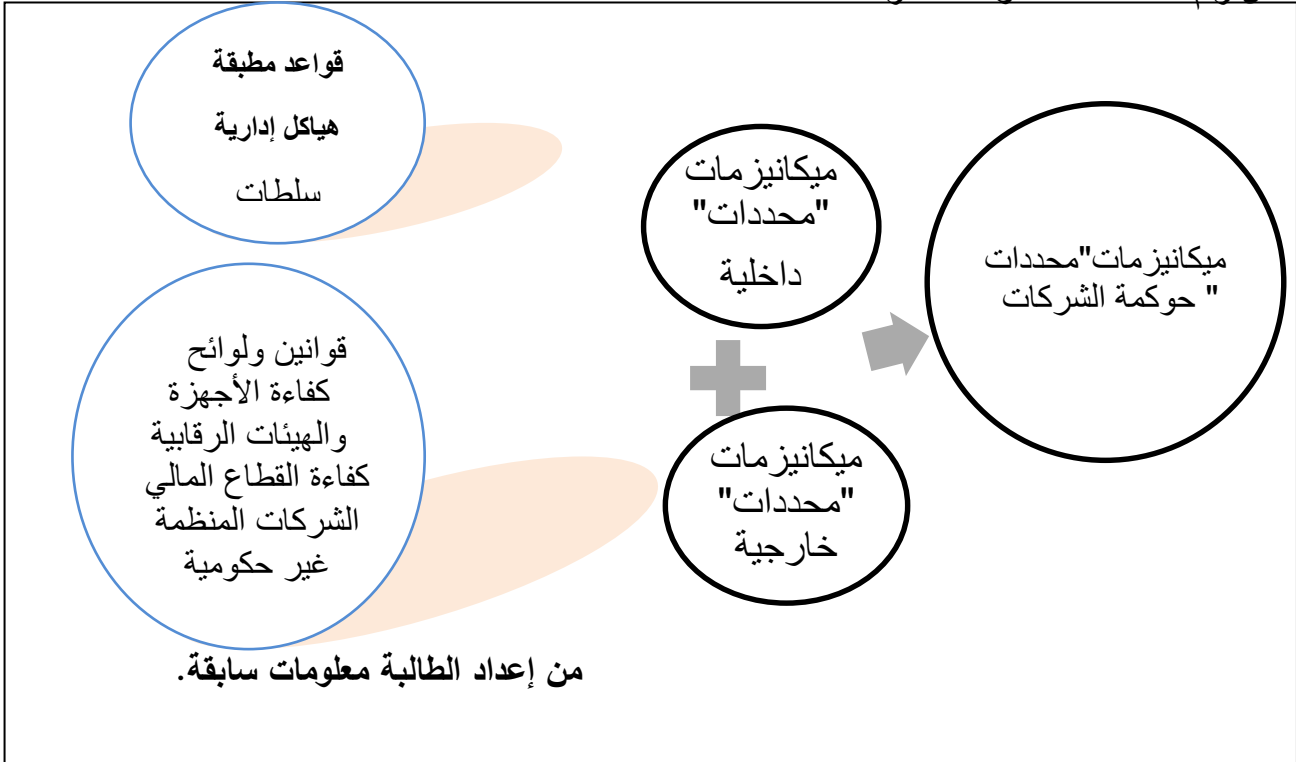 قواعد مطبقة
هياكل إدارية
سلطات
ميكانيزمات
"محددات"
داخلية
ميكانيزمات"محددات
" حوكمة الشركات
قوانين ولوائح
كفاءة الأجهزة
والهيئات الرقابية
كفاءة القطاع المالي
الشركات المنظمة
غير حكومية
ميكانيزمات
"محددات"
خارجية
من إعداد الطالبة معلومات سابقة.